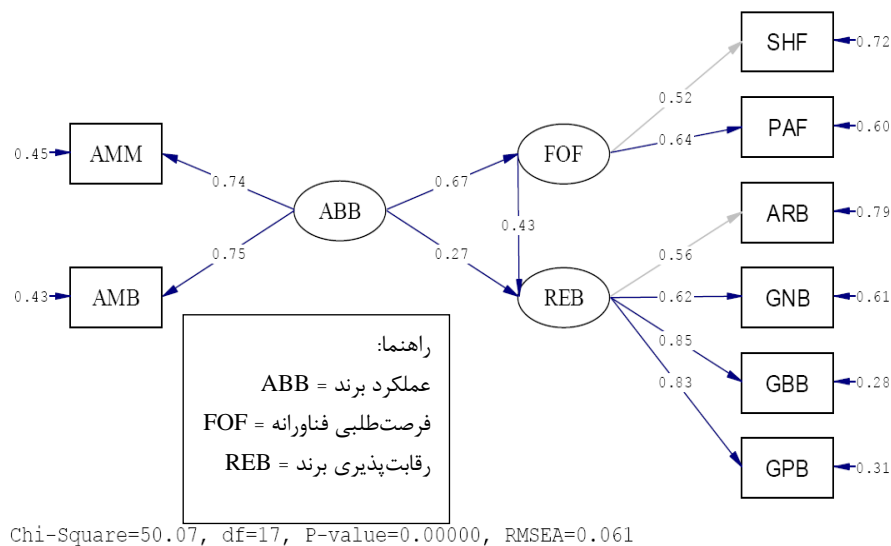 SHF
0.72
0.52
PAF
0.60
0.64
0.45
AMM
0.74
FOF
0.67
ABB
0.43
ARB
0.79
0.56
0.75
0.27
0.43
AMB
REB
0.62
GNB
0.61
0.85
0.83
GBB
0.28
GPB
0.31
راهنما:
عملکرد برند = ABB
فرصت‌طلبی فناورانه = FOF
رقابت‌پذیری برند = REB
Chi-Square=50.07, df=17, P-value=0.00000, RMSEA=0.061